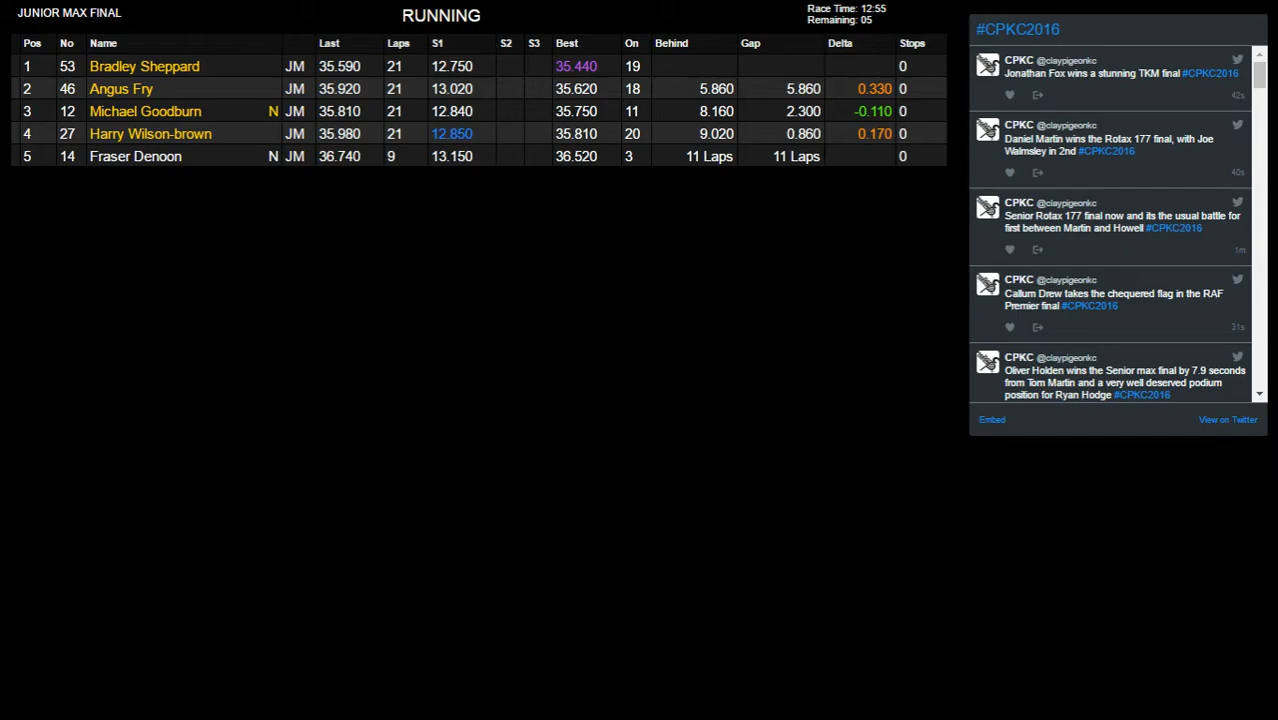 JUNIOR MAX FINAL
RUNNING
Race Time: 12:55
Remaining: 05
Pos No Name Last Laps S1 S2 S3 Best On Behind Gap Delta Stops
1 53 Bradley Sheppard JM 35.590 21 12.750 35.440 19 0
2 46 Angus Fry JM 35.920 21 13.020 35.620 18 5.860 5.860 0.330 0
3 12 Michael Goodburn N JM 35.810 21 12.840 35.750 11 8.160 2.300 -0.110 0
4 27 Harry Wilson-brown JM 35.980 21 12.850 35.810 20 9.020 0.860 0.170 0
5 14 Fraser Denoon N JM 36.740 9 13.150 36.520 3 11 Laps 11 Laps 0
#CPKC2016
CPKC @claypigeonkc
Jonathan Fox wins a stunning TKM final #CPKC2016
42s
CPKC @claypigeonkc
Daniel Martin wins the Rotax 177 final, with Joe
Walmsley in 2nd #CPKC2016
40s
CPKC @claypigeonkc
Senior Rotax 177 final now and its the usual battle for
first between Martin and Howell #CPKC2016
1m
CPKC @claypigeonkc
Callum Drew takes the chequered flag in the RAF
Premier final #CPKC2016
31s
CPKC @claypigeonkc
Oliver Holden wins the Senior max final by 7.9 seconds
from Tom Martin and a very well deserved podium
position for Ryan Hodge #CPKC2016
Embed View on Twitter